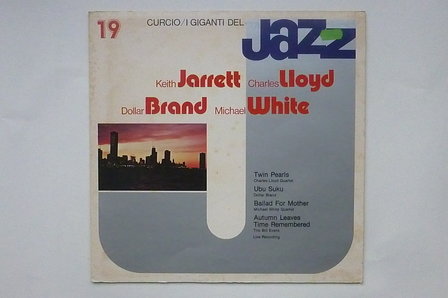 19
CURCIO/I GIGANTI DEL
Jazz
Keith Jarrett Charles Lloyd
Dollar Brand Michael White
Twin Pearls
Charles Lloyd Quartet
Ubu Suku
Dollar Brand
Ballad For Mother
Michael White Quartet
Autumn Leaves
Time Remembered
Trio Bill Evans
Live Recording